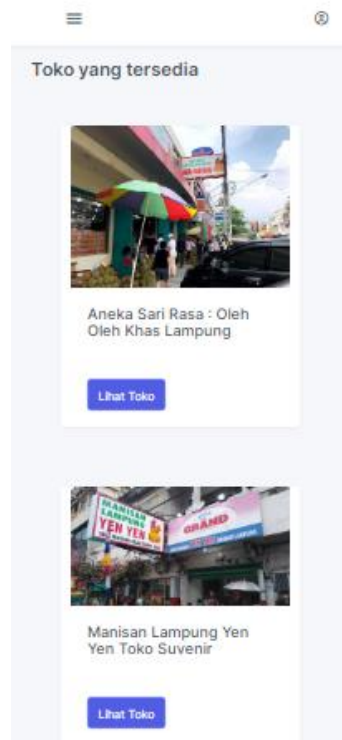 Toko yang tersedia
Aneka Sari Rasa : Oleh
Oleh Khas Lampung
Lihat Toko
MANISAN
LAMPUNG
YEN YEN
GRAND
Manisan Lampung Yen
Yen Toko Suvenir
Lihat Toko